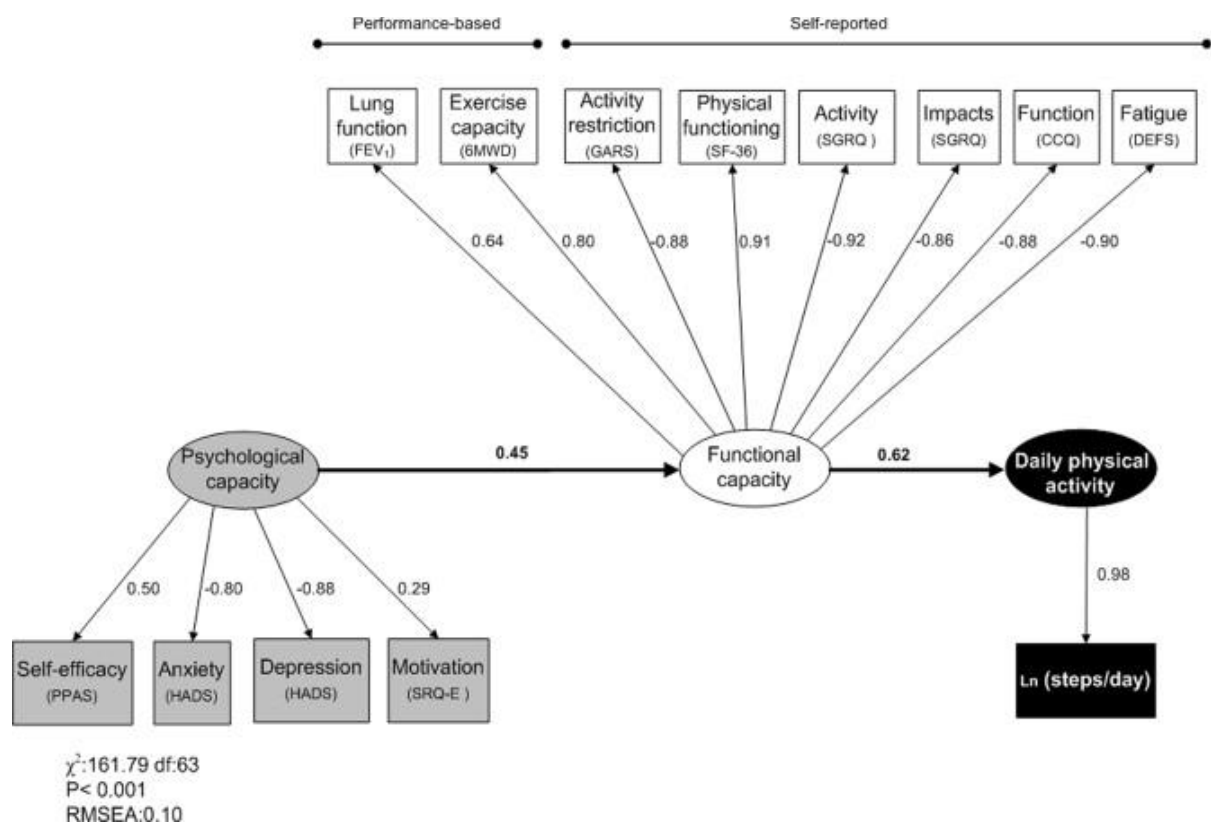 Performance-based
Self-reported
Lung
function
(FEV₁)
Exercise
capacity
(6MWD)
Activity
restriction
(GARS)
Physical
functioning
(SF-36)
Activity
(SGRQ )
Impacts
(SGRQ)
Function
(CCQ)
Fatigue
(DEFS)
0.64
0.80
-0.88
0.91
-0.92
-0.86
-0.88
-0.90
Psychological
capacity
0.45
Functional
capacity
0.62
Daily physical
activity
0.50
-0.80
-0.88
0.29
0.98
Self-efficacy
(PPAS)
Anxiety
(HADS)
Depression
(HADS)
Motivation
(SRQ-E )
Ln (steps/day)
χ²:161.79 df:63
P< 0.001
RMSEA:0.10